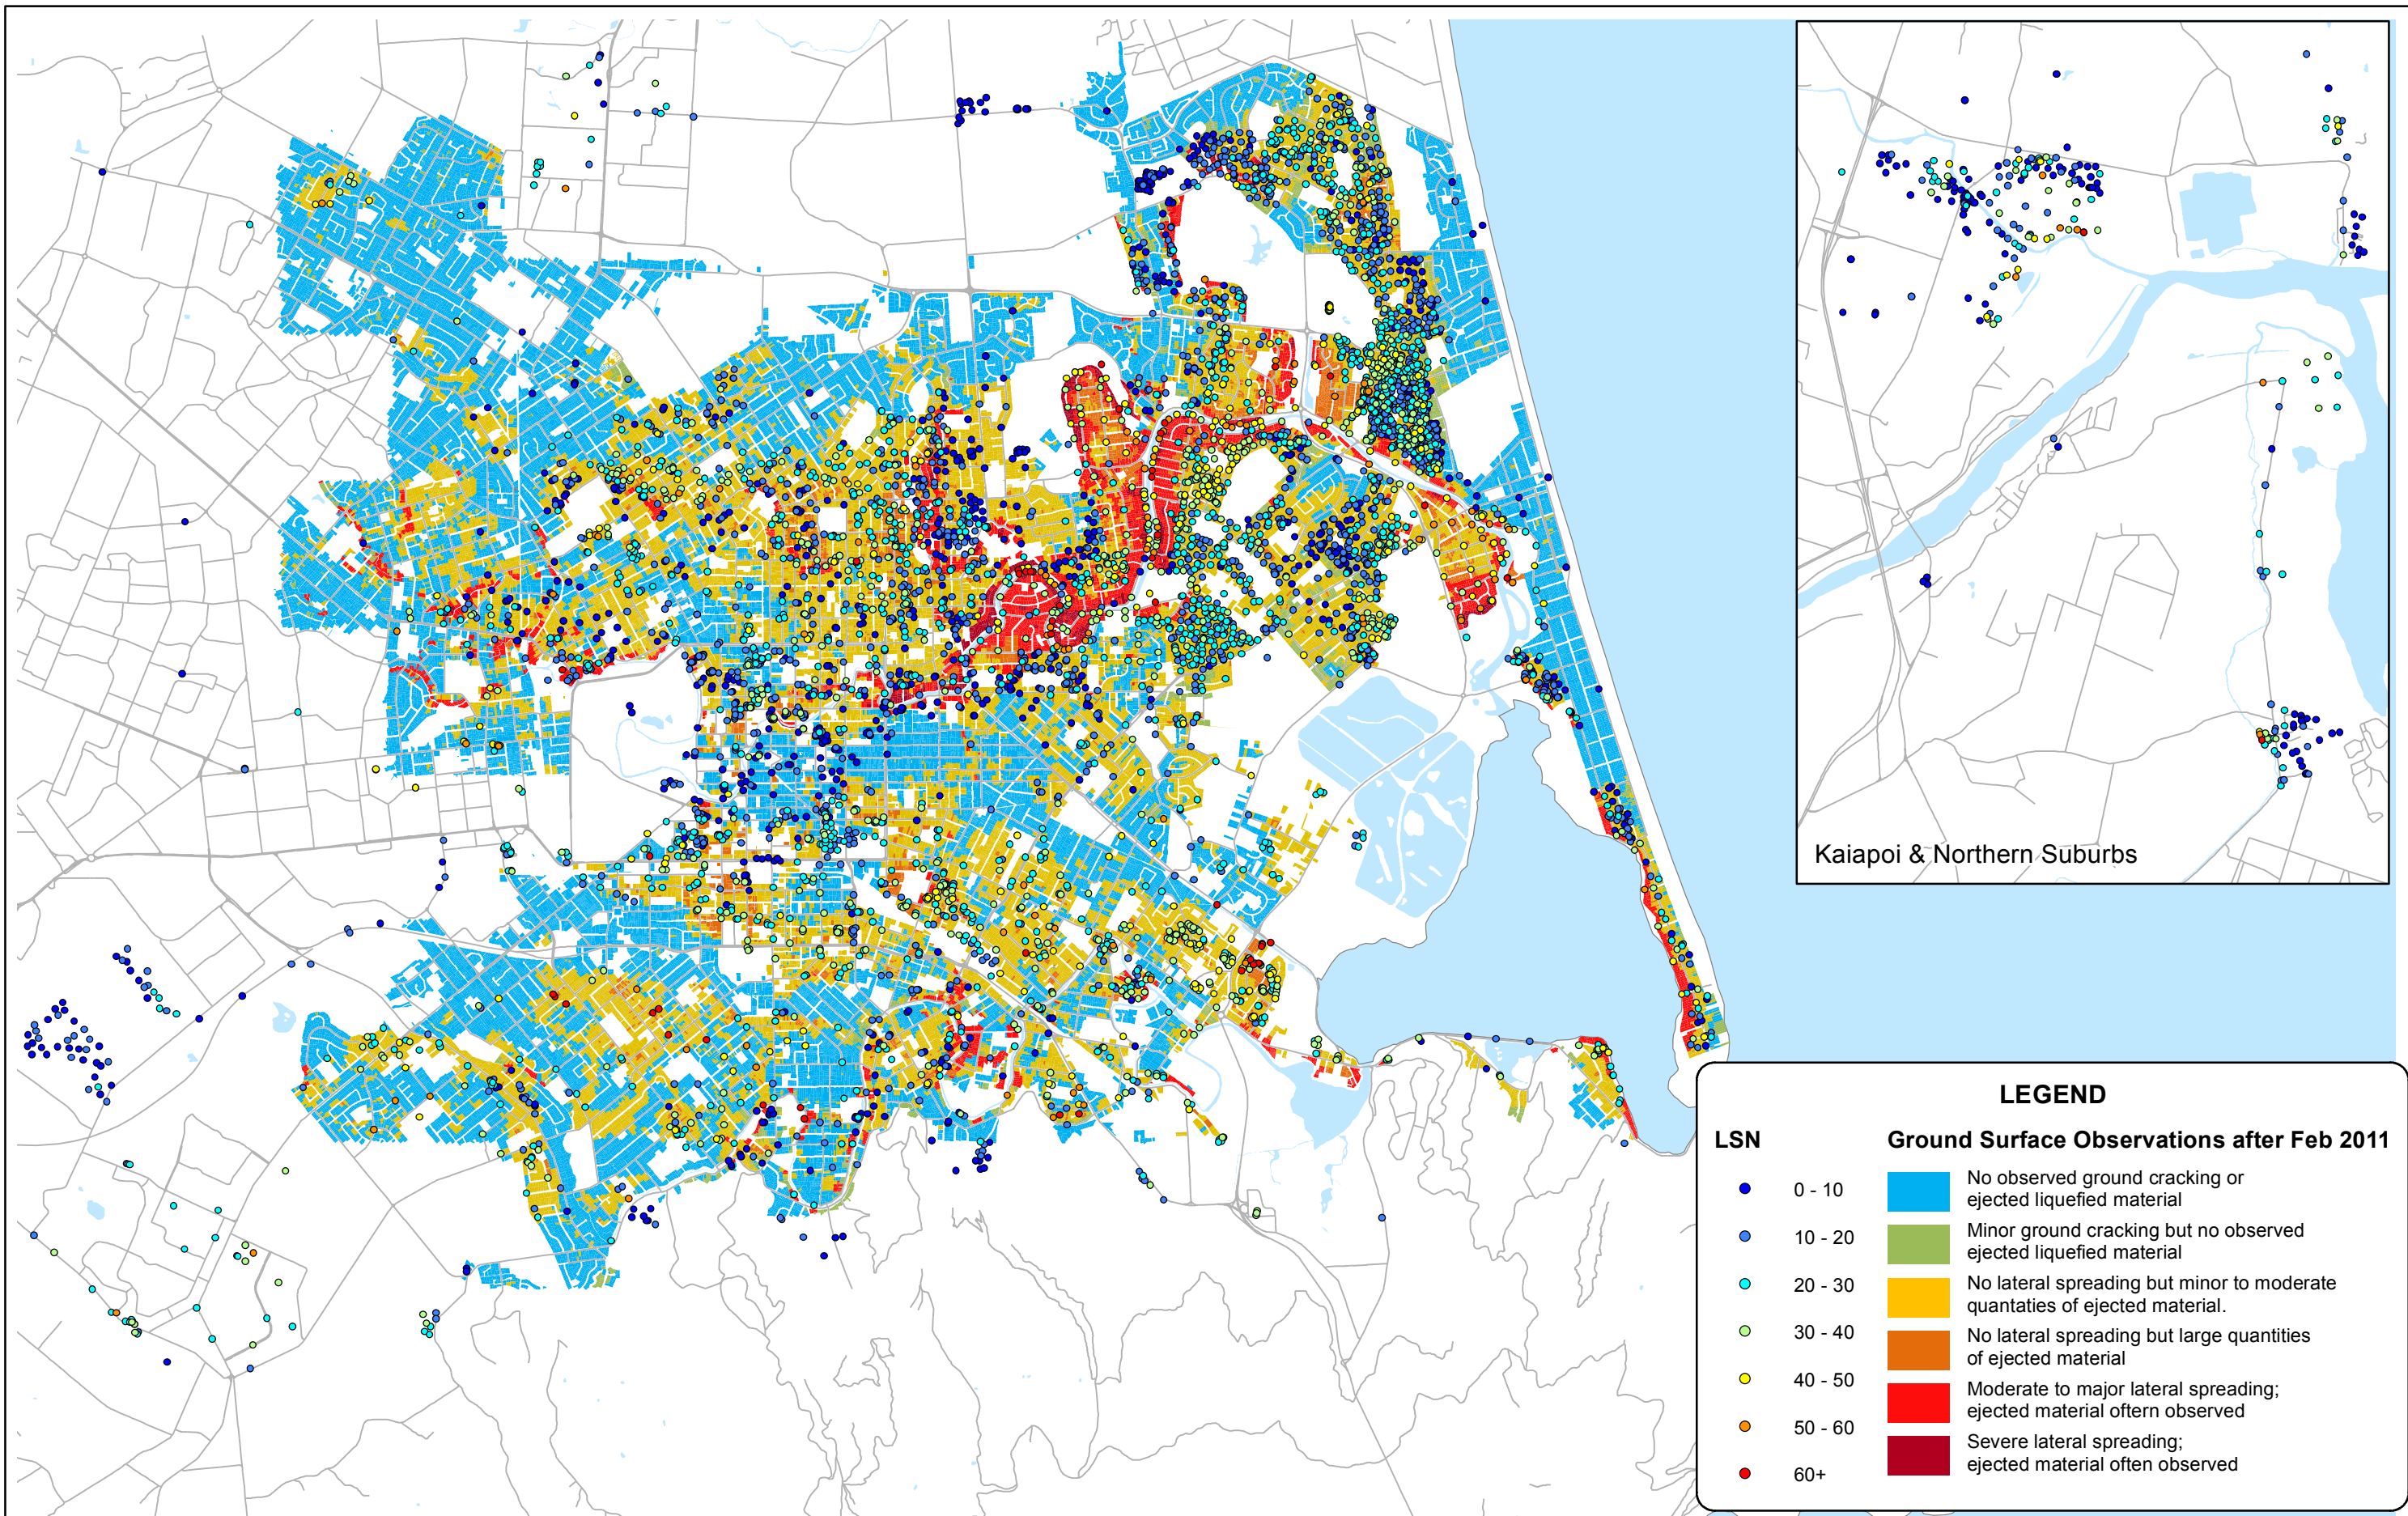 Kaiapoi & Northern Suburbs
LEGEND
LSN
0 - 10
10 - 20
20 - 30
30 - 40
40 - 50
50 - 60
60+
Ground Surface Observations after Feb 2011
No observed ground cracking or
ejected liquefied material
Minor ground cracking but no observed
ejected liquefied material
No lateral spreading but minor to moderate
quantaties of ejected material.
No lateral spreading but large quantities
of ejected material
Moderate to major lateral spreading;
ejected material oftern observed
Severe lateral spreading;
ejected material often observed